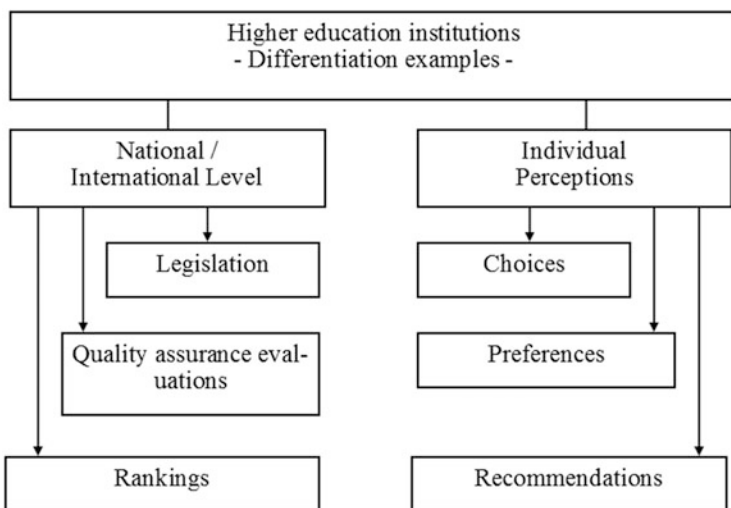 Higher education institutions
- Differentiation examples -
National /
International Level
Individual
Perceptions
Legislation
Choices
Quality assurance eval-
uations
Preferences
Rankings
Recommendations